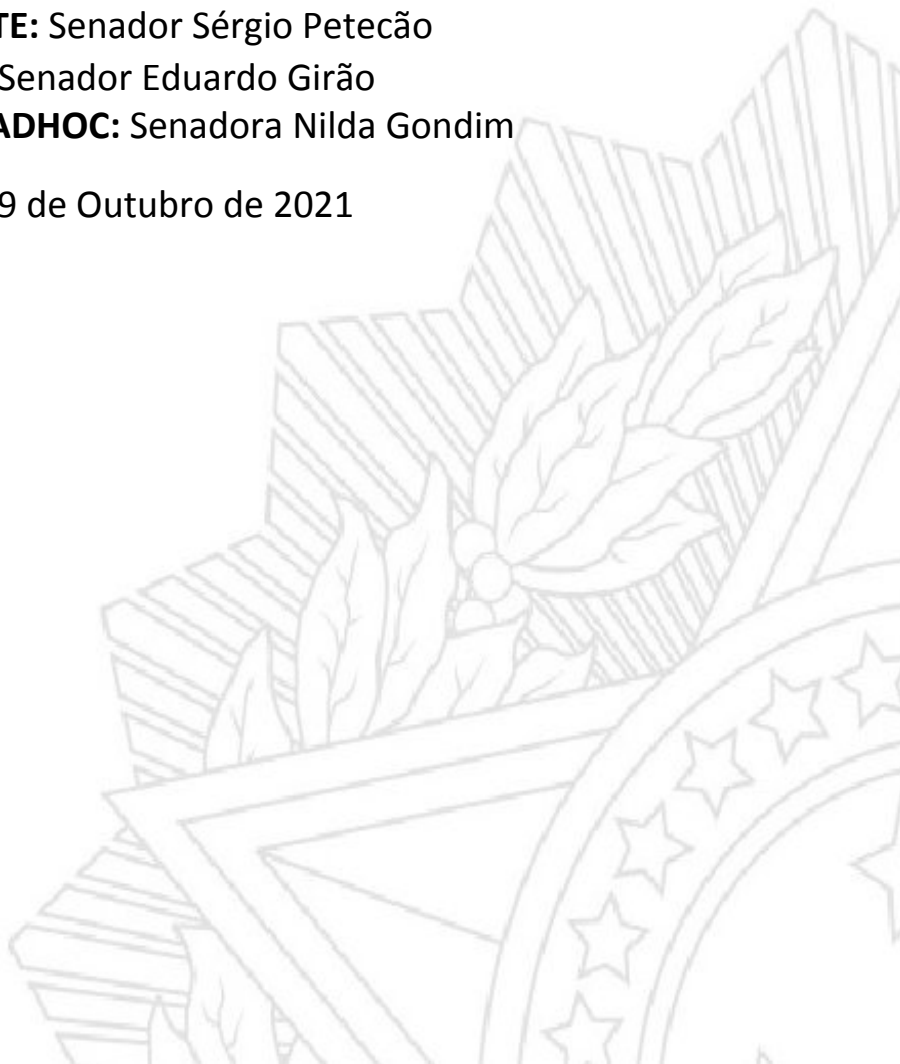 TE: Senador Sérgio Petecão
Senador Eduardo Girão
ADHOC: Senadora Nilda Gondim
9 de Outubro de 2021